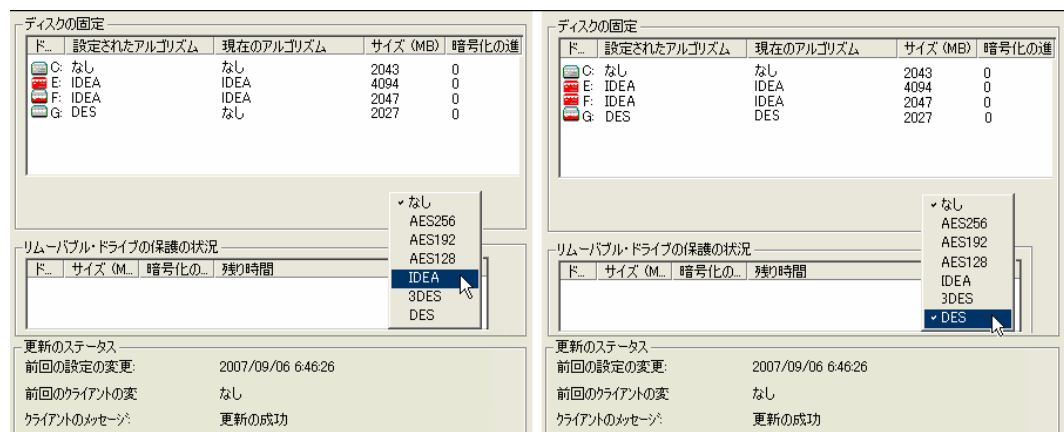 ディスクの固定
ド... 設定されたアルゴリズム 現在のアルゴリズム サイズ (MB) 暗号化の進
C: なし なし 2043 0
E: IDEA IDEA 4094 0
F: IDEA IDEA 2047 0
G: DES なし 2027 0
✓ なし
AES256
AES192
AES128
IDEA
3DES
DES
リムーバブル・ドライブの保護の状況
ド... サイズ (M... 暗号化の... 残り時間
更新のステータス
前回の設定の変更: 2007/09/06 6:46:26
前回のクライアントの変 なし
クライアントのメッセージ: 更新の成功
ディスクの固定
ド... 設定されたアルゴリズム 現在のアルゴリズム サイズ (MB) 暗号化の進
C: なし なし 2043 0
E: IDEA IDEA 4094 0
F: IDEA IDEA 2047 0
G: DES DES 2027 0
✓ なし
AES256
AES192
AES128
IDEA
3DES
✓ DES
リムーバブル・ドライブの保護の状況
ド... サイズ (M... 暗号化の... 残り時間
更新のステータス
前回の設定の変更: 2007/09/06 6:46:26
前回のクライアントの変 なし
クライアントのメッセージ: 更新の成功